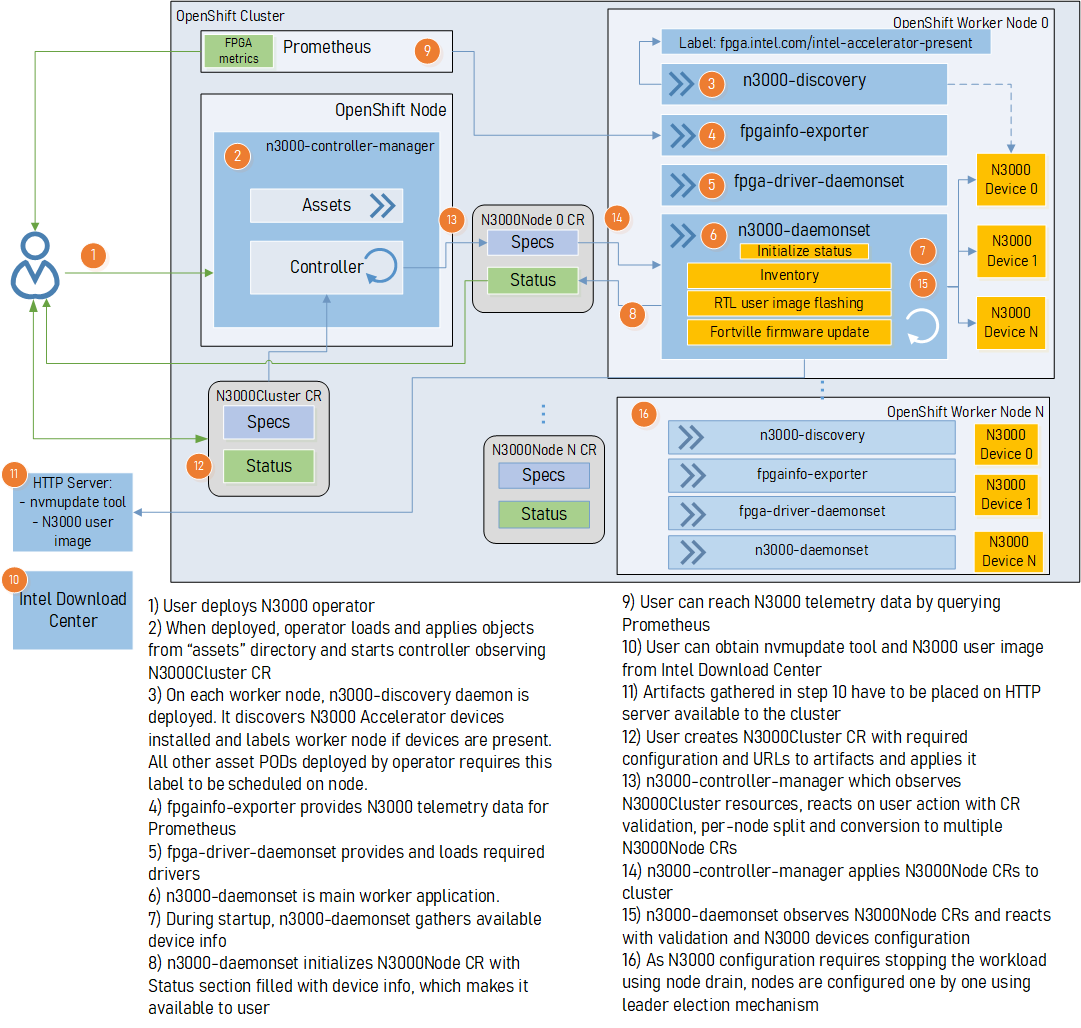 OpenShift Cluster
FPGA
metrics
Prometheus
9
OpenShift Node
2
n3000-controller-manager
Assets
Controller
1
13
N3000Node 0 CR
Specs
Status
14
8
OpenShift Worker Node 0
Label: fpga.intel.com/intel-accelerator-present
3
n3000-discovery
4
fpgainfo-exporter
5
fpga-driver-daemonset
6
n3000-daemonset
Initialize status
7
Inventory
15
RTL user image flashing
Fortville firmware update
N3000
Device 0
N3000
Device 1
N3000
Device N
N3000Cluster CR
Specs
12
Status
N3000Node N CR
Specs
Status
16
OpenShift Worker Node N
n3000-discovery
fpgainfo-exporter
fpga-driver-daemonset
n3000-daemonset
N3000
Device 0
N3000
Device 1
N3000
Device N
11
HTTP Server:
- nvmupdate tool
- N3000 user
image
10
Intel Download
Center
1) User deploys N3000 operator
2) When deployed, operator loads and applies objects
from “assets” directory and starts controller observing
N3000Cluster CR
3) On each worker node, n3000-discovery daemon is
deployed. It discovers N3000 Accelerator devices
installed and labels worker node if devices are present.
All other asset PODs deployed by operator requires this
label to be scheduled on node.
4) fpgainfo-exporter provides N3000 telemetry data for
Prometheus
5) fpga-driver-daemonset provides and loads required
drivers
6) n3000-daemonset is main worker application.
7) During startup, n3000-daemonset gathers available
device info
8) n3000-daemonset initializes N3000Node CR with
Status section filled with device info, which makes it
available to user
9) User can reach N3000 telemetry data by querying
Prometheus
10) User can obtain nvmupdate tool and N3000 user image
from Intel Download Center
11) Artifacts gathered in step 10 have to be placed on HTTP
server available to the cluster
12) User creates N3000Cluster CR with required
configuration and URLs to artifacts and applies it
13) n3000-controller-manager which observes
N3000Cluster resources, reacts on user action with CR
validation, per-node split and conversion to multiple
N3000Node CRs
14) n3000-controller-manager applies N3000Node CRs to
cluster
15) n3000-daemonset observes N3000Node CRs and reacts
with validation and N3000 devices configuration
16) As N3000 configuration requires stopping the workload
using node drain, nodes are configured one by one using
leader election mechanism